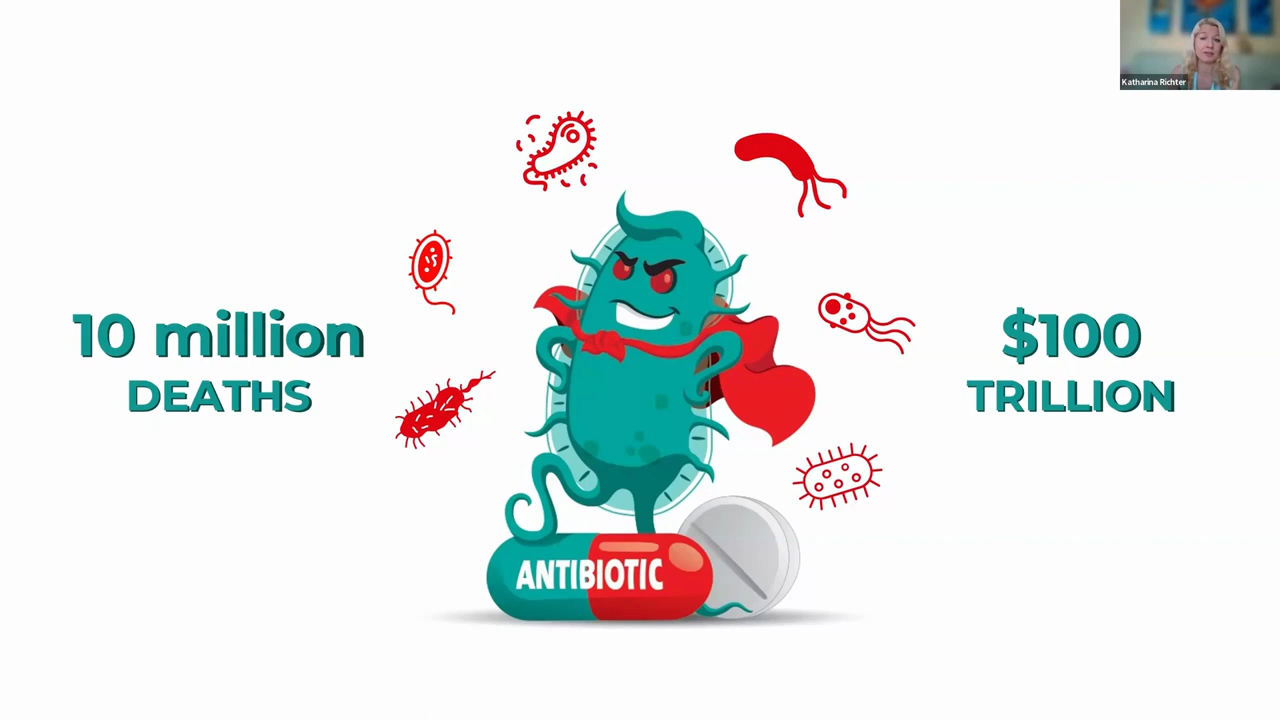 Katharina Richter
10 million
DEATHS
$100
TRILLION
ANTIBIOTIC